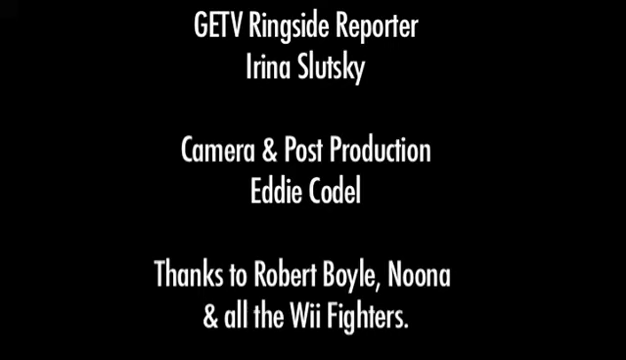 GETV Ringside Reporter
Irina Slutsky
Camera & Post Production
Eddie Codel
Thanks to Robert Boyle, Noona
& all the Wii Fighters.